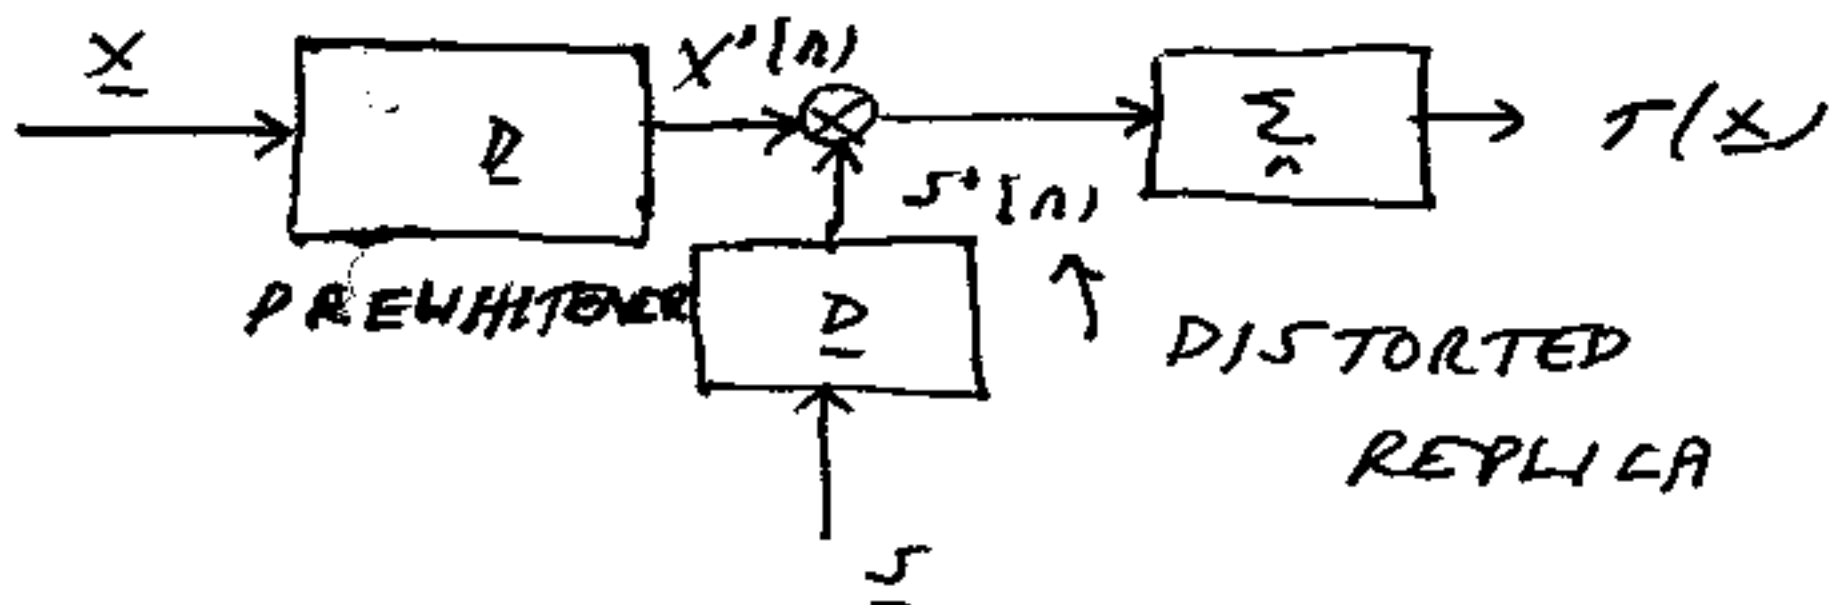 x
D
x'[n]
Σ
n
T(x)
s'[n]
PREWHITENER
D
DISTORTED
REPLICA
s